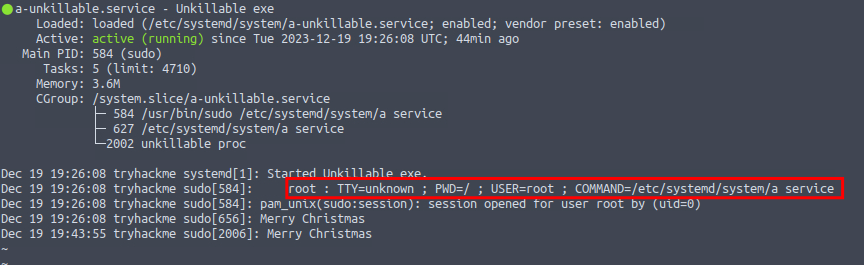 a-unkillable.service - Unkillable exe
Loaded: loaded (/etc/systemd/system/a-unkillable.service; enabled; vendor preset: enabled)
Active: active (running) since Tue 2023-12-19 19:26:08 UTC; 44min ago
Main PID: 584 (sudo)
Tasks: 5 (limit: 4710)
Memory: 3.6M
CGroup: /system.slice/a-unkillable.service
├─ 584 /usr/bin/sudo /etc/systemd/system/a service
├─ 627 /etc/systemd/system/a service
└─2002 unkillable proc
Dec 19 19:26:08 tryhackme systemd[1]: Started Unkillable exe.
Dec 19 19:26:08 tryhackme sudo[584]:     root : TTY=unknown ; PWD=/ ; USER=root ; COMMAND=/etc/systemd/system/a service
Dec 19 19:26:08 tryhackme sudo[584]: pam_unix(sudo:session): session opened for user root by (uid=0)
Dec 19 19:26:08 tryhackme sudo[656]: Merry Christmas
Dec 19 19:43:55 tryhackme sudo[2006]: Merry Christmas
~
~